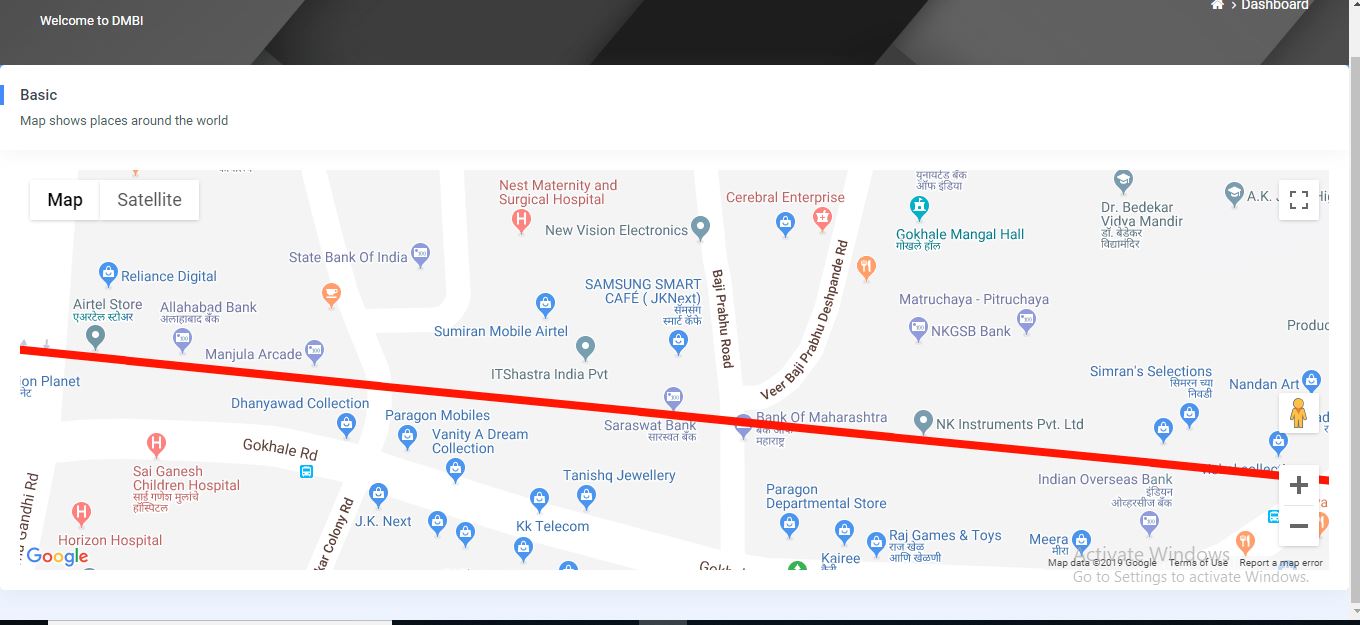 Welcome to DMBI
Dashboard
Basic
Map shows places around the world
Map
Satellite
Nest Maternity and
Surgical Hospital
New Vision Electronics
Cerebral Enterprise
युनायटेड बँक
ऑफ इंडिया
Gokhale Mangal Hall
गोखले हॉल
Dr. Bedekar
Vidya Mandir
डॉ. बेडेकर
विद्यामंदिर
A.K.
State Bank Of India
Reliance Digital
Airtel Store
एअरटेल स्टोअर
Allahabad Bank
अलाहाबाद बँक
Manjula Arcade
SAMSUNG SMART
CAFÉ ( JKNext)
सॅमसंग
स्मार्ट कॅफे
Sumiran Mobile Airtel
ITShastra India Pvt
Baji Prabhu Road
Veer Baji Prabhu Deshpande Rd
Matruchaya - Pitruchaya
NKGSB Bank
Produc
Simran's Selections
सिमरन च्या
निवडी
Nandan Art
on Planet
नेट
Dhanyawad Collection
Paragon Mobiles
Vanity A Dream
Collection
Saraswat Bank
सारस्वत बँक
Bank Of Maharashtra
बँक ऑफ
महाराष्ट्र
NK Instruments Pvt. Ltd
Gokhale Rd
Sai Ganesh
Children Hospital
साई गणेश मुलांचे
हॉस्पिटल
Tanishq Jewellery
Indian Overseas Bank
इंडियन
ओव्हरसीज बँक
Paragon
Departmental Store
Gandhi Rd
kar Colony Rd
J.K. Next
Kk Telecom
Horizon Hospital
Raj Games & Toys
राज खेळ
आणि खेळणी
Kairee
कैरी
Meera
मीरा
Gokh
Google
Activate Windows
Map data ©2019 Google
Terms of Use
Report a map error
Go to Settings to activate Windows.